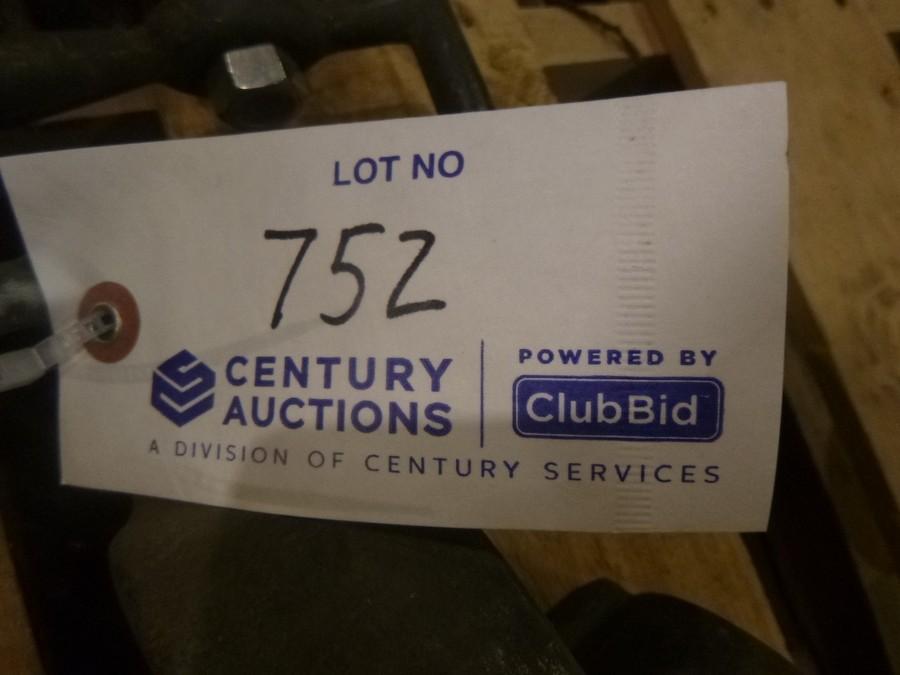 LOT NO
752
CENTURY
AUCTIONS
POWERED BY
ClubBid
A DIVISION OF CENTURY SERVICES